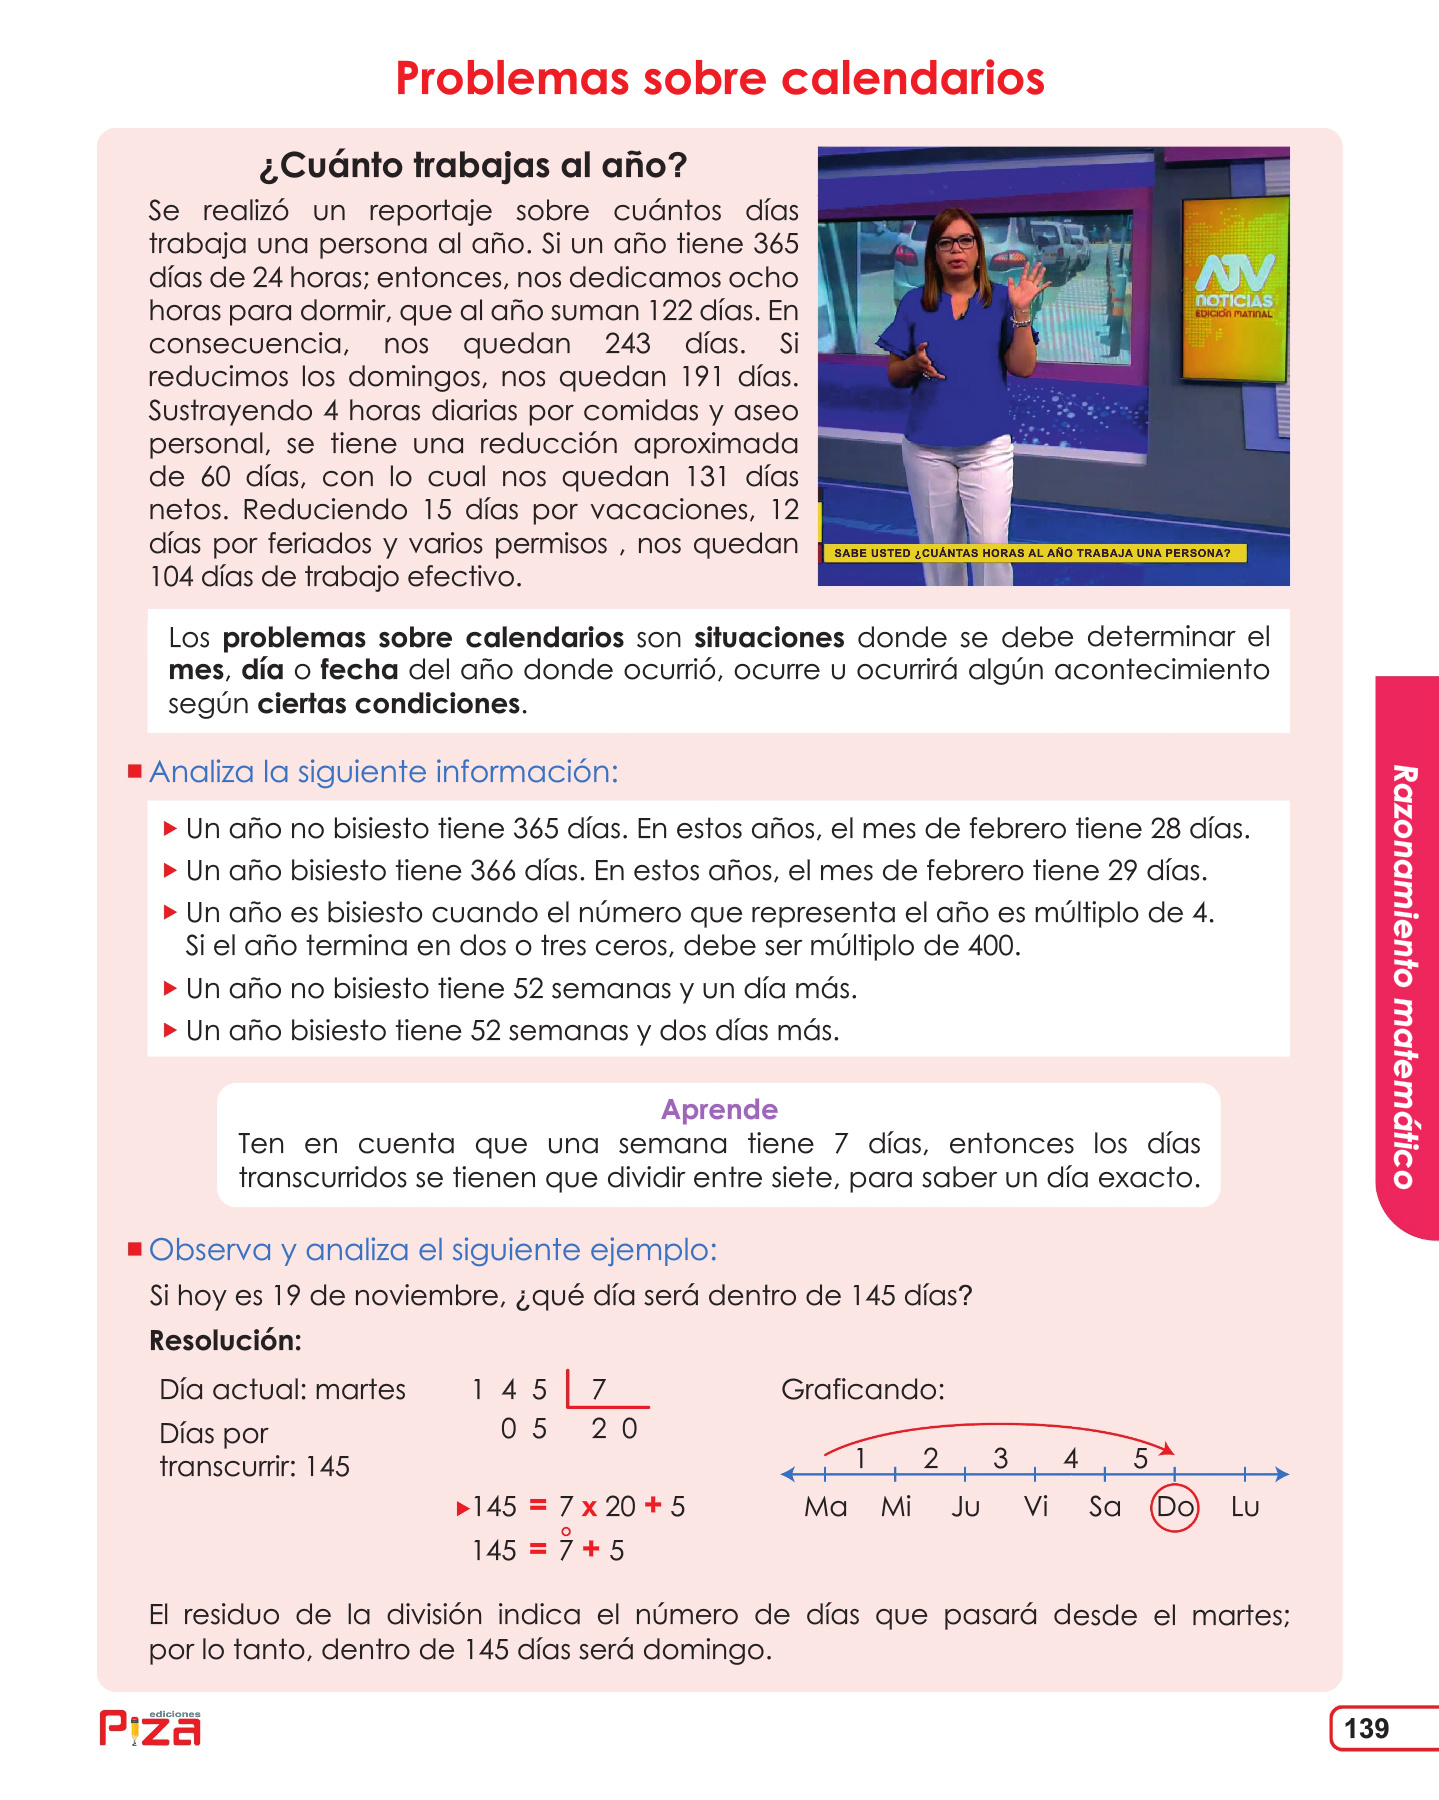 Problemas sobre calendarios
¿Cuánto trabajas al año?
Se realizó un reportaje sobre cuántos días
trabaja una persona al año. Si un año tiene 365
días de 24 horas; entonces, nos dedicamos ocho
horas para dormir, que al año suman 122 días. En
consecuencia, nos quedan 243 días. Si
reducimos los domingos, nos quedan 191 días.
Sustrayendo 4 horas diarias por comidas y aseo
personal, se tiene una reducción aproximada
de 60 días, con lo cual nos quedan 131 días
netos. Reduciendo 15 días por vacaciones, 12
días por feriados y varios permisos , nos quedan
104 días de trabajo efectivo.
ATV
NOTICIAS
EDICIÓN MATINAL
SABE USTED ¿CUÁNTAS HORAS AL AÑO TRABAJA UNA PERSONA?
Los problemas sobre calendarios son situaciones donde se debe determinar el
mes, día o fecha del año donde ocurrió, ocurre u ocurrirá algún acontecimiento
según ciertas condiciones.
Analiza la siguiente información:
Un año no bisiesto tiene 365 días. En estos años, el mes de febrero tiene 28 días.
Un año bisiesto tiene 366 días. En estos años, el mes de febrero tiene 29 días.
Un año es bisiesto cuando el número que representa el año es múltiplo de 4.
Si el año termina en dos o tres ceros, debe ser múltiplo de 400.
Un año no bisiesto tiene 52 semanas y un día más.
Un año bisiesto tiene 52 semanas y dos días más.
Aprende
Ten en cuenta que una semana tiene 7 días, entonces los días
transcurridos se tienen que dividir entre siete, para saber un día exacto.
Observa y analiza el siguiente ejemplo:
Si hoy es 19 de noviembre, ¿qué día será dentro de 145 días?
Resolución:
Día actual: martes
Días por
transcurrir: 145
1 4 5 7
0 5 2 0
145 = 7 x 20 + 5
145 = 7° + 5
Graficando:
1 2 3 4 5
Ma Mi Ju Vi Sa Do Lu
El residuo de la división indica el número de días que pasará desde el martes;
por lo tanto, dentro de 145 días será domingo.
Razonamiento matemático
ediciones
Piza
139